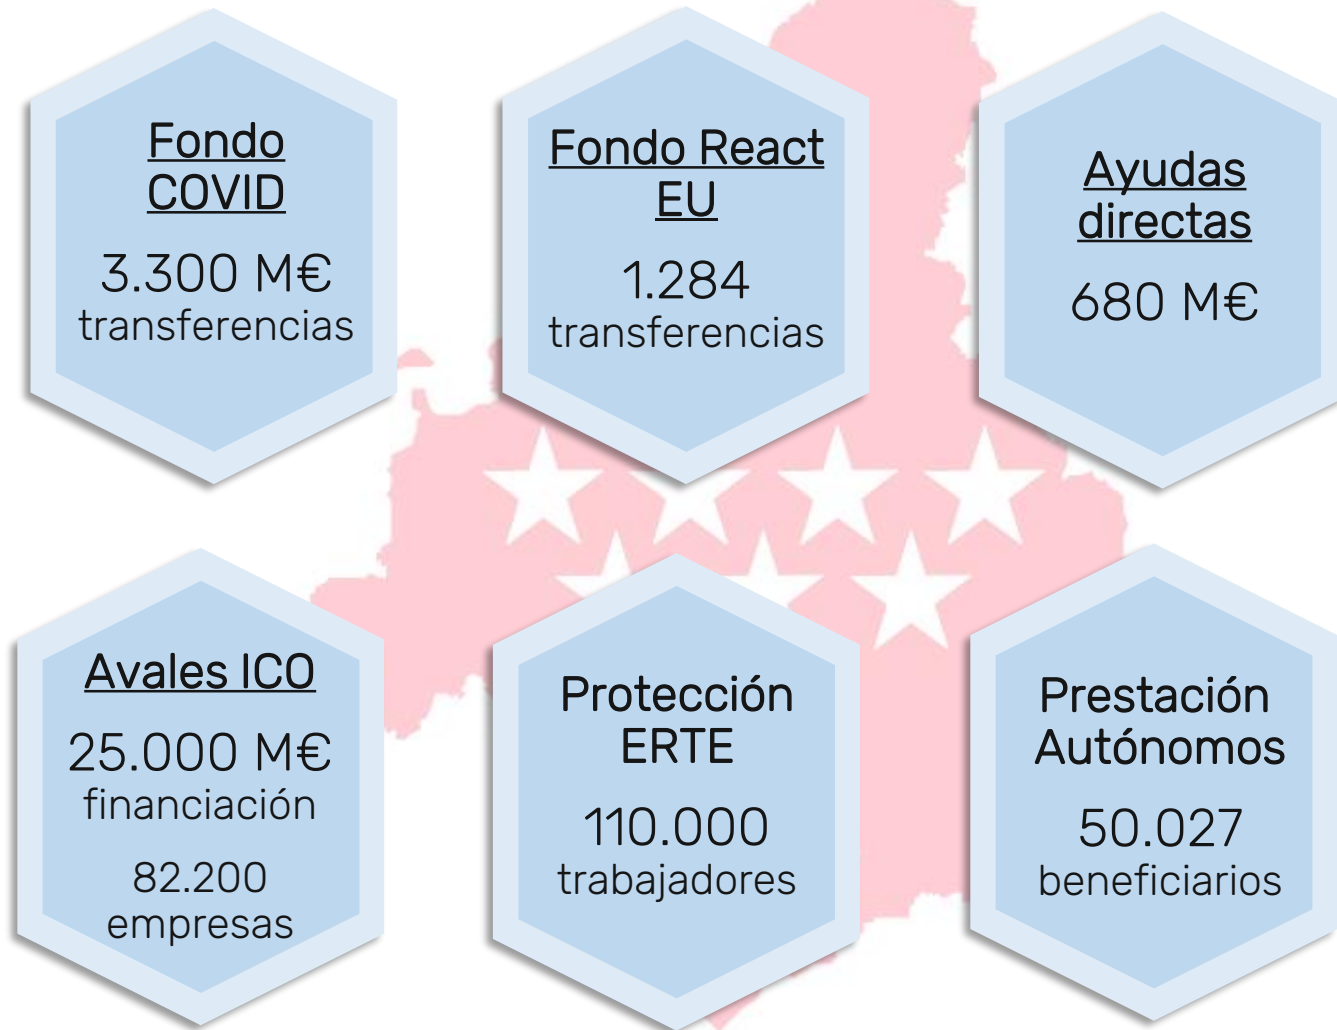 Fondo
COVID
3.300 M€
transferencias
Fondo React
EU
1.284
transferencias
Ayudas
directas
680 M€
Avales ICO
25.000 M€
financiación
82.200
empresas
Protección
ERTE
110.000
trabajadores
Prestación
Autónomos
50.027
beneficiarios